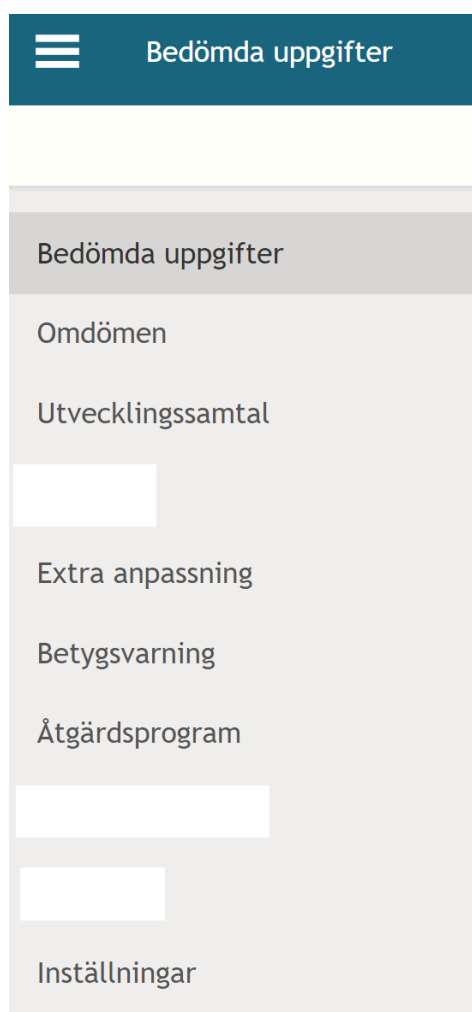 Bedömda uppgifter
Bedömda uppgifter
Omdömen
Utvecklingssamtal
Extra anpassning
Betygsvarning
Åtgärdsprogram
Inställningar